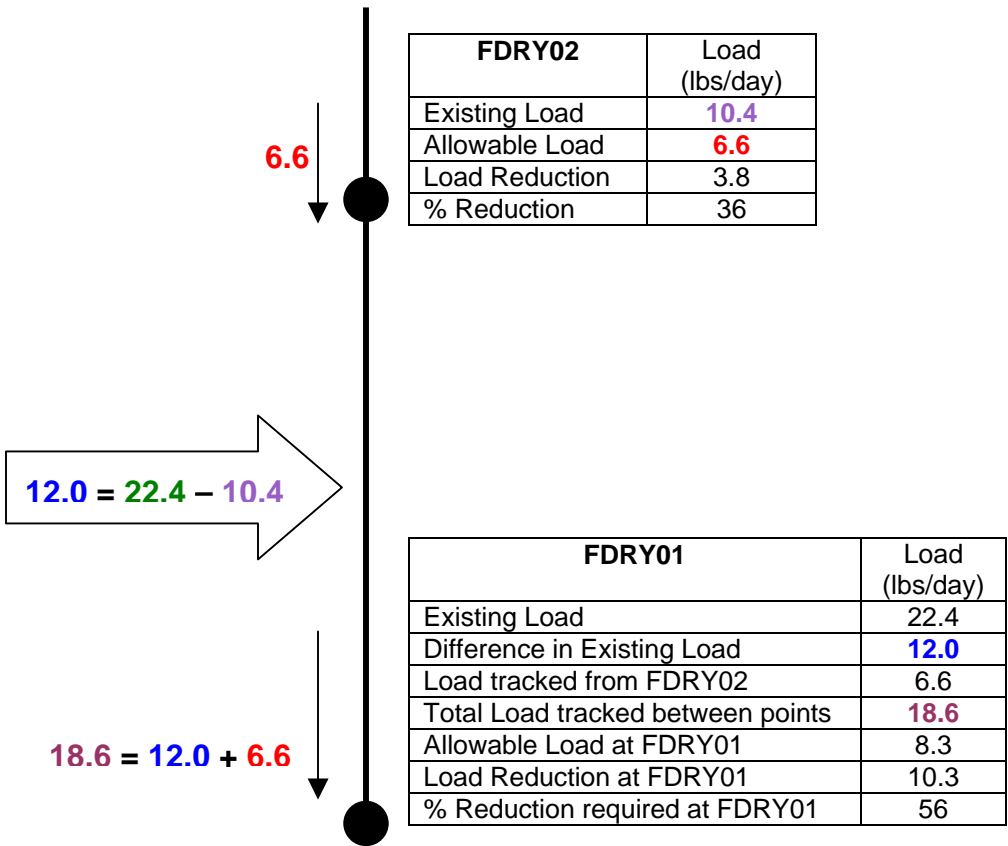 FDRY02 Load
(lbs/day)
Existing Load 10.4
Allowable Load 6.6
Load Reduction 3.8
% Reduction 36
6.6
12.0 = 22.4 – 10.4
FDRY01 Load
(lbs/day)
Existing Load 22.4
Difference in Existing Load 12.0
Load tracked from FDRY02 6.6
Total Load tracked between points 18.6
Allowable Load at FDRY01 8.3
Load Reduction at FDRY01 10.3
% Reduction required at FDRY01 56
18.6 = 12.0 + 6.6